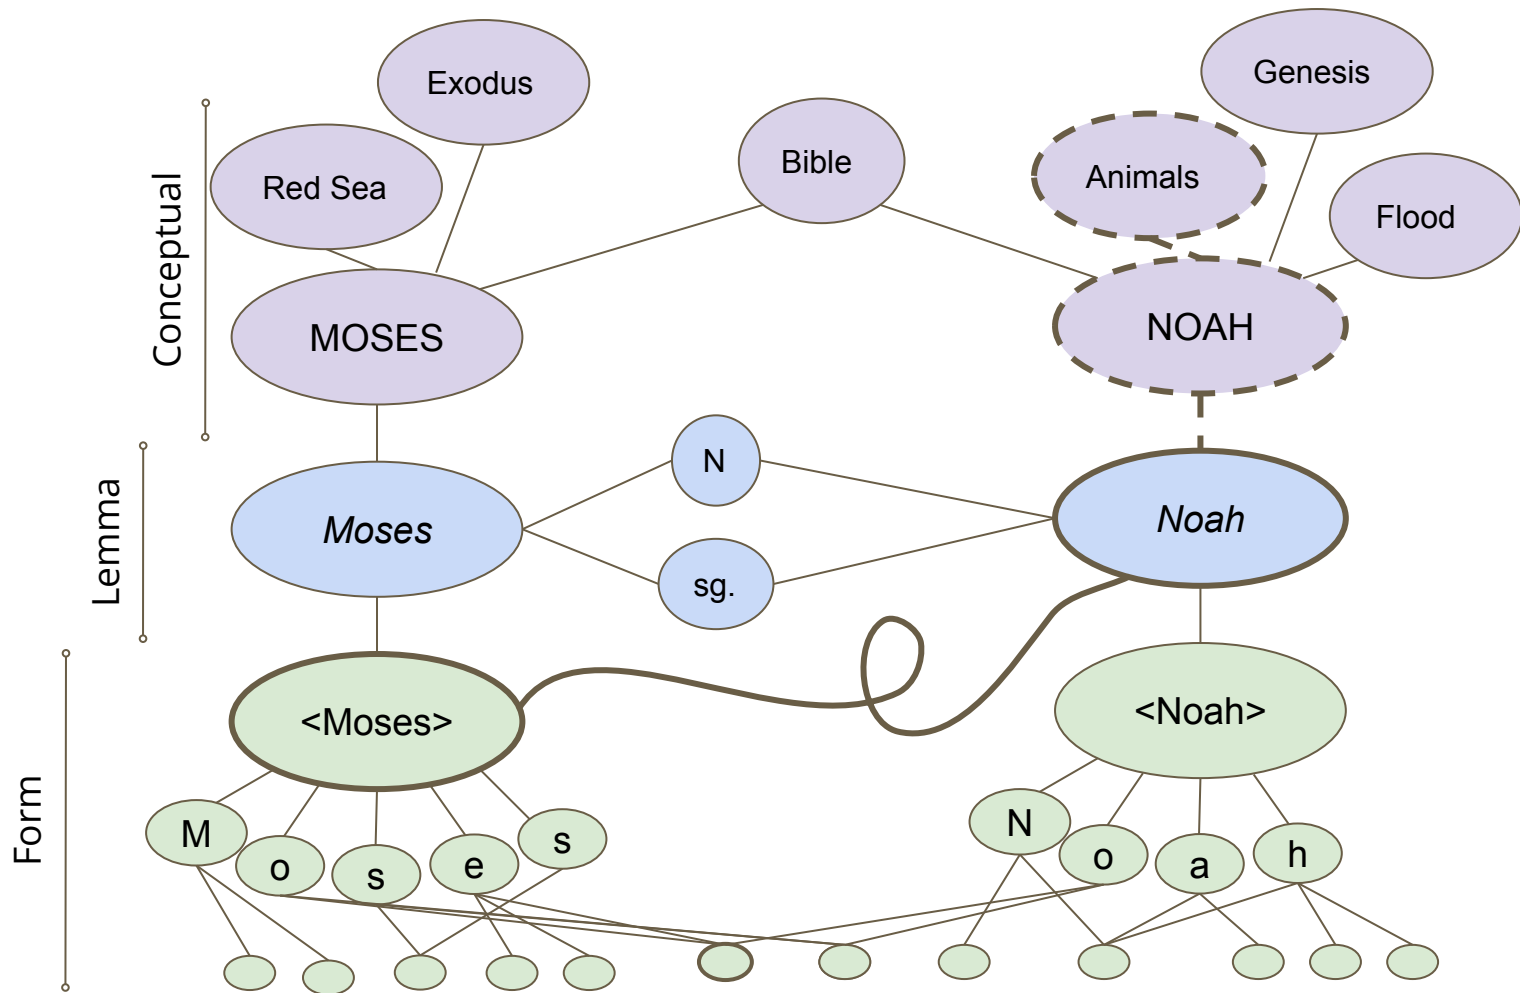 Conceptual
Lemma
Form
Exodus
Red Sea
Bible
Genesis
Animals
Flood
MOSES
NOAH
Moses
N
sg.
Noah
<Moses>
<Noah>
M
o
s
e
s
N
o
a
h